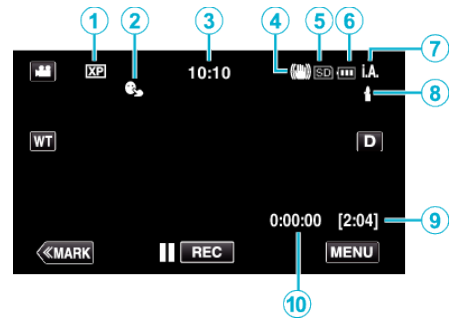 1 2 3 4 5 6
7
XP 10:10 SD i.A.
8
WT D
0:00:00 [2:04] 9
≪MARK REC MENU
10